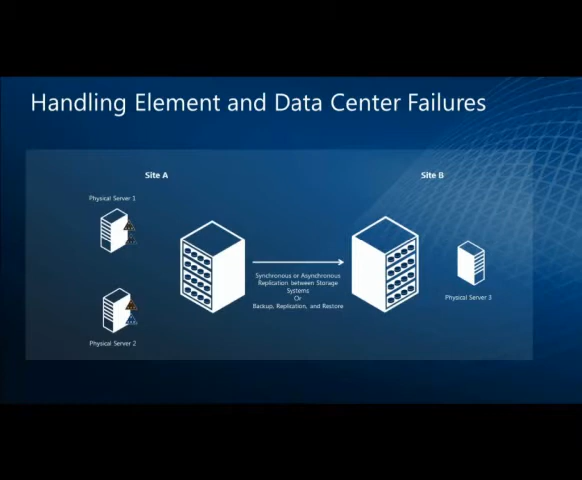 Handling Element and Data Center Failures
Site A
Site B
Physical Server 1
Synchronous or Asynchronous
Replication between Storage
Systems
Or
Backup, Replication, and Restore
Physical Server 3
Physical Server 2